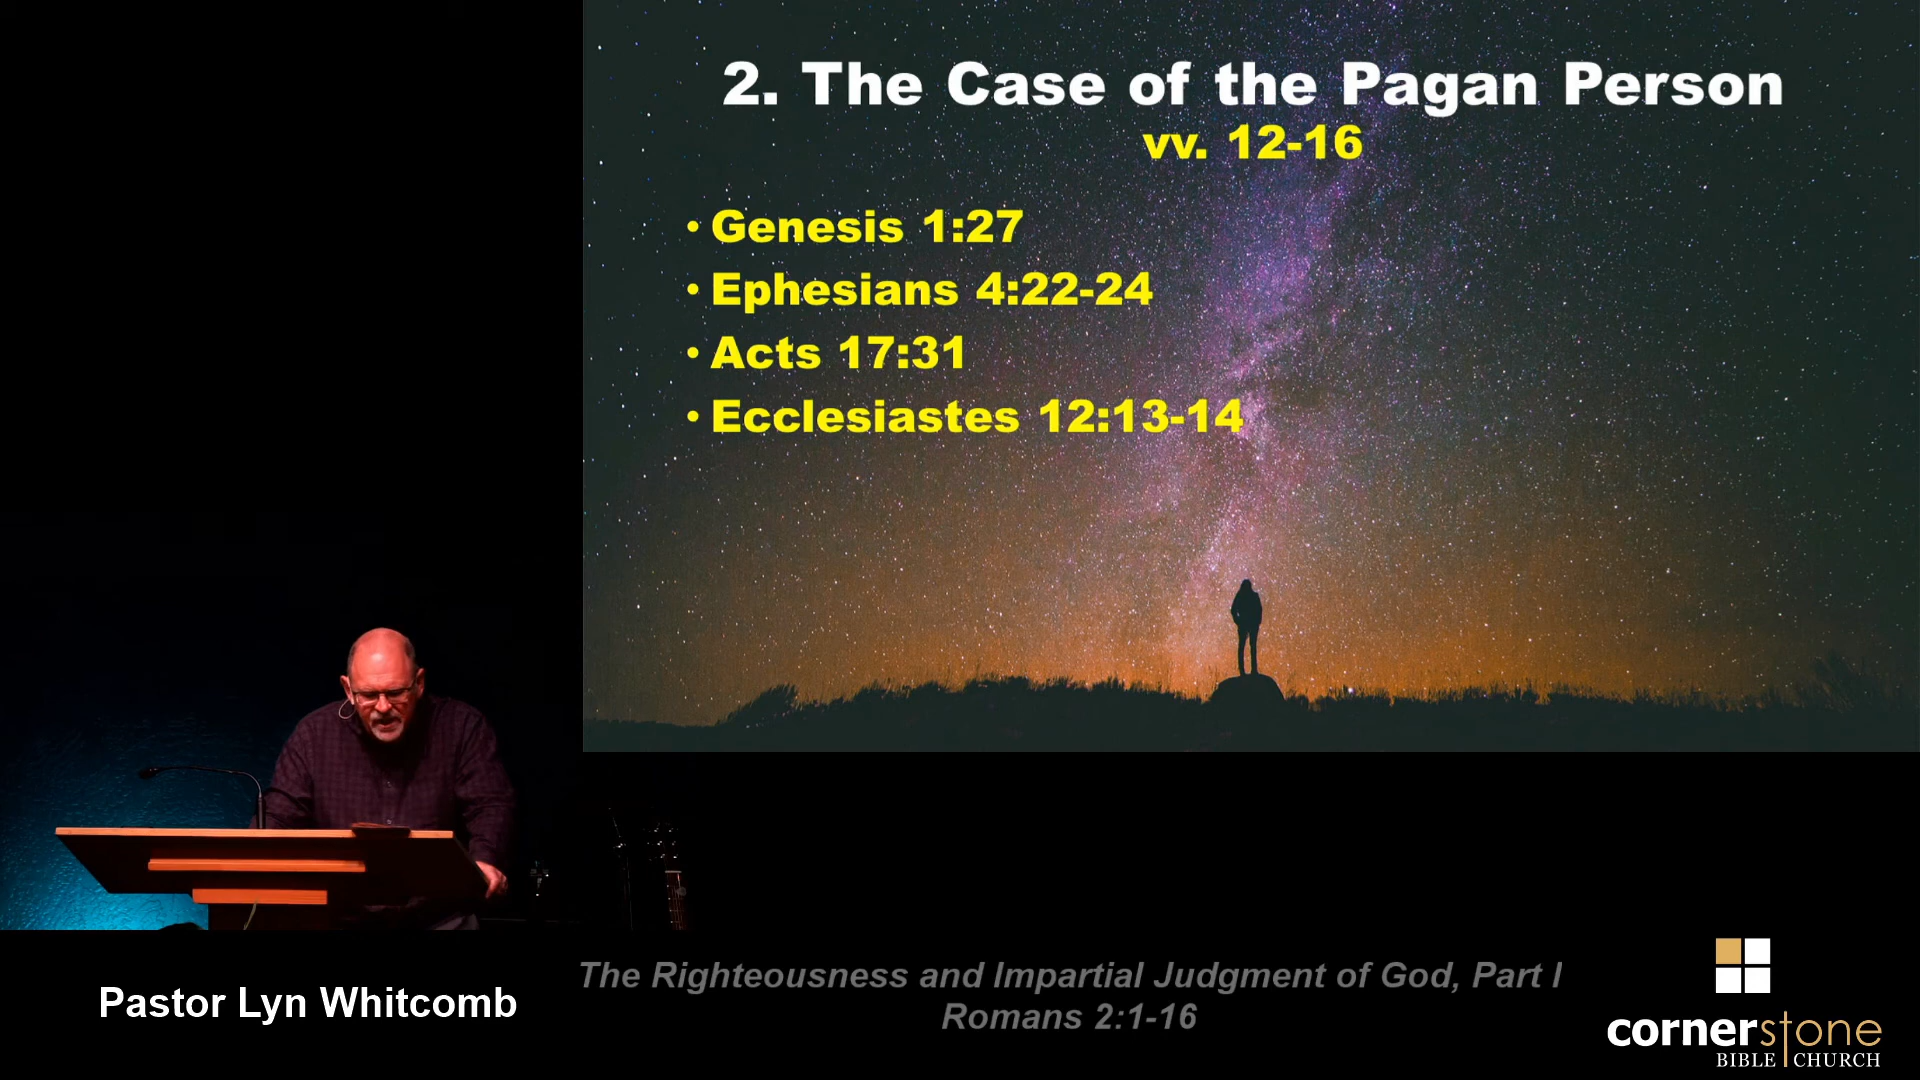 2. The Case of the Pagan Person
vv. 12-16
• Genesis 1:27
• Ephesians 4:22-24
• Acts 17:31
• Ecclesiastes 12:13-14
Pastor Lyn Whitcomb
The Righteousness and Impartial Judgment of God, Part I
Romans 2:1-16
cornerstone
BIBLE CHURCH